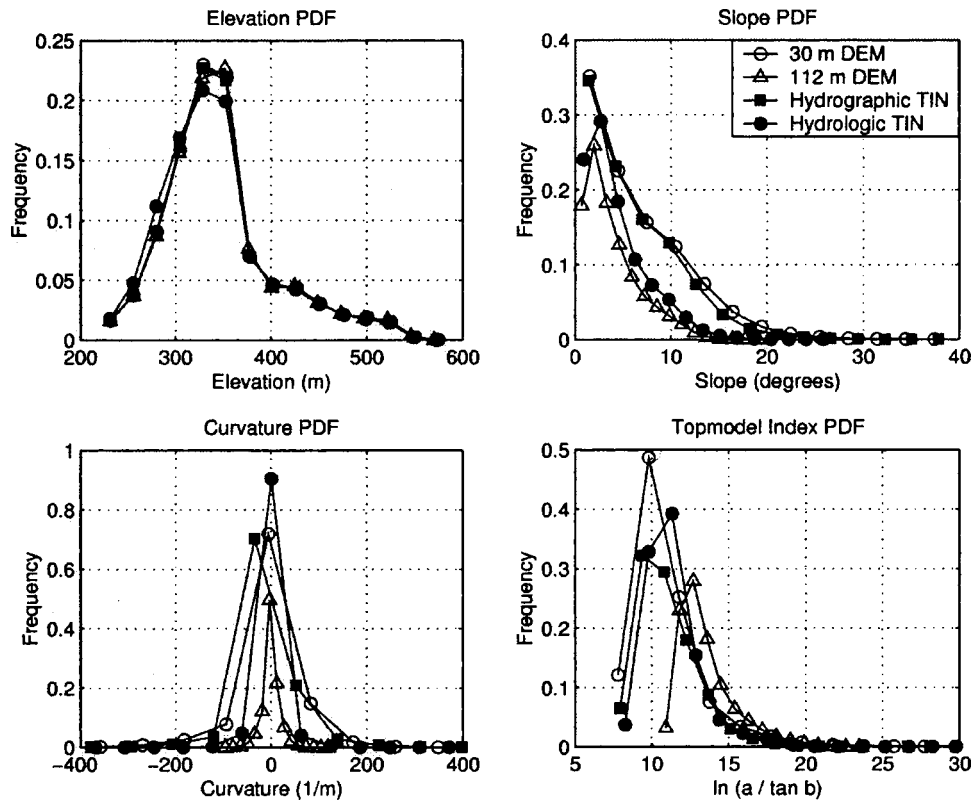 Elevation PDF
0.25
0.2
0.15
0.1
0.05
0
Frequency
200 300 400 500 600
Elevation (m)
Slope PDF
0.4
0.3
0.2
0.1
0
Frequency
30 m DEM
112 m DEM
Hydrographic TIN
Hydrologic TIN
0 10 20 30 40
Slope (degrees)
Curvature PDF
1
0.8
0.6
0.4
0.2
0
Frequency
-400 -200 0 200 400
Curvature (1/m)
Topmodel Index PDF
0.5
0.4
0.3
0.2
0.1
0
Frequency
5 10 15 20 25 30
ln (a / tan b)